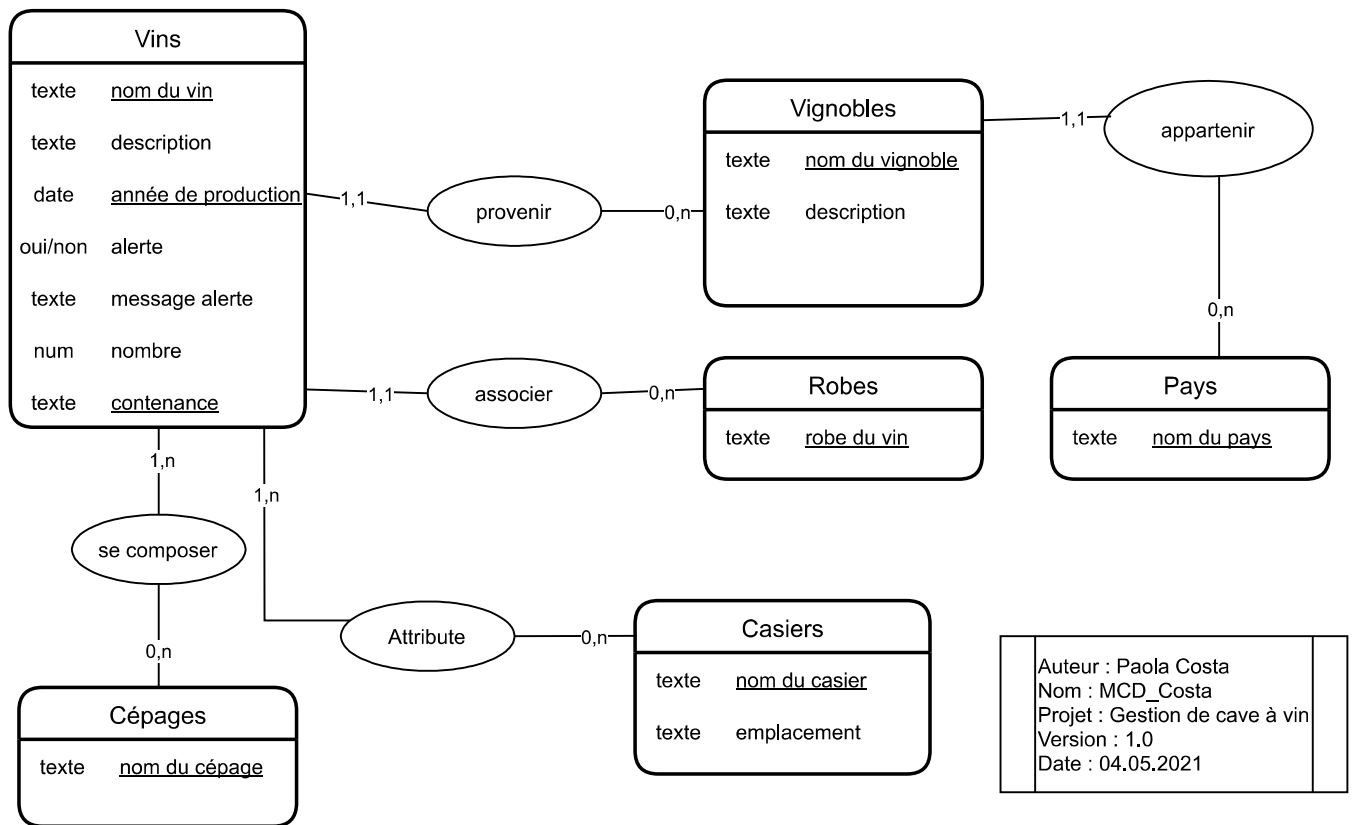 Vins
texte nom du vin
texte description
date année de production
oui/non alerte
texte message alerte
num nombre
texte contenance
1,1
provenir
0,n
Vignobles
texte nom du vignoble
texte description
1,1
appartenir
0,n
1,1
associer
0,n
Robes
texte robe du vin
Pays
texte nom du pays
1,n
se composer
0,n
Cépages
texte nom du cépage
1,n
Attribute
0,n
Casiers
texte nom du casier
texte emplacement
Auteur : Paola Costa
Nom : MCD_Costa
Projet : Gestion de cave à vin
Version : 1.0
Date : 04.05.2021